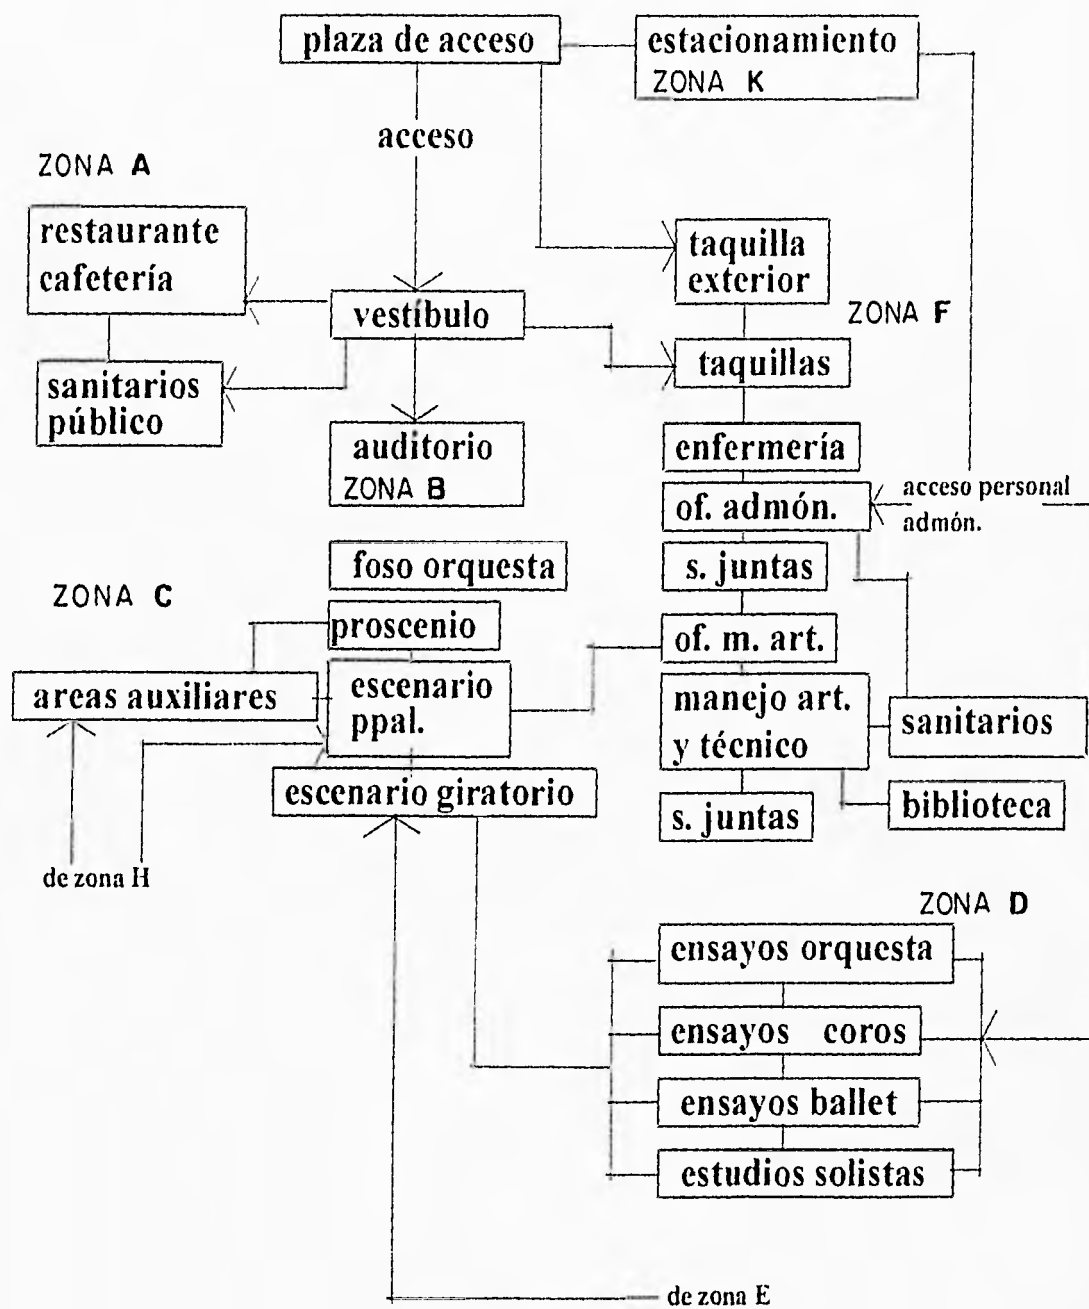 plaza de acceso
estacionamiento
ZONA K
acceso
ZONA A
restaurante
cafetería
taquilla
exterior
vestíbulo
ZONA F
taquillas
sanitarios
público
auditorio
ZONA B
enfermería
of. admón.
acceso personal
admón.
foso orquesta
s. juntas
ZONA C
proscenio
of. m. art.
areas auxiliares
escenario
ppal.
manejo art.
y técnico
sanitarios
escenario giratorio
s. juntas
biblioteca
de zona H
ZONA D
ensayos orquesta
ensayos coros
ensayos ballet
estudios solistas
de zona E